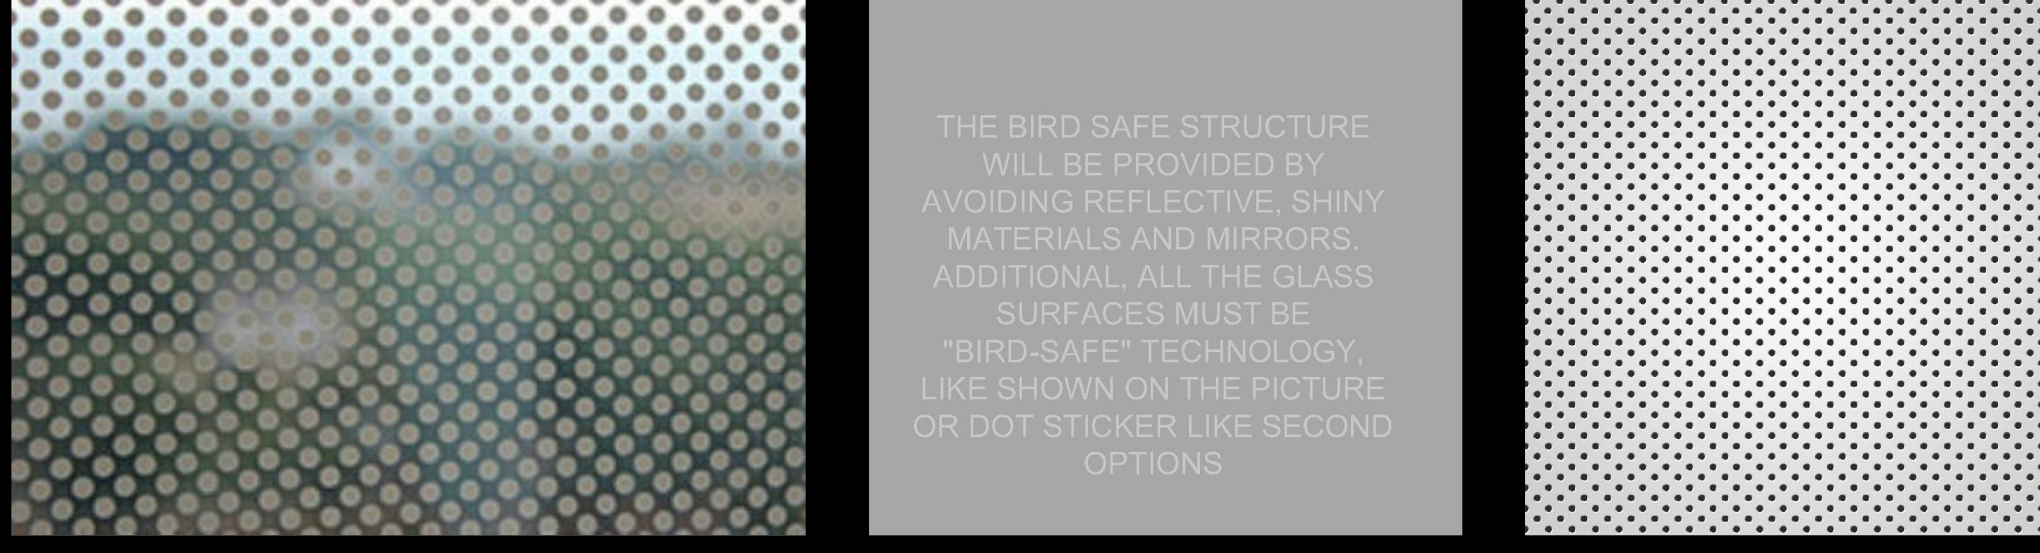 THE BIRD SAFE STRUCTURE
WILL BE PROVIDED BY
AVOIDING REFLECTIVE, SHINY
MATERIALS AND MIRRORS.
ADDITIONAL, ALL THE GLASS
SURFACES MUST BE
"BIRD-SAFE" TECHNOLOGY,
LIKE SHOWN ON THE PICTURE
OR DOT STICKER LIKE SECOND
OPTIONS